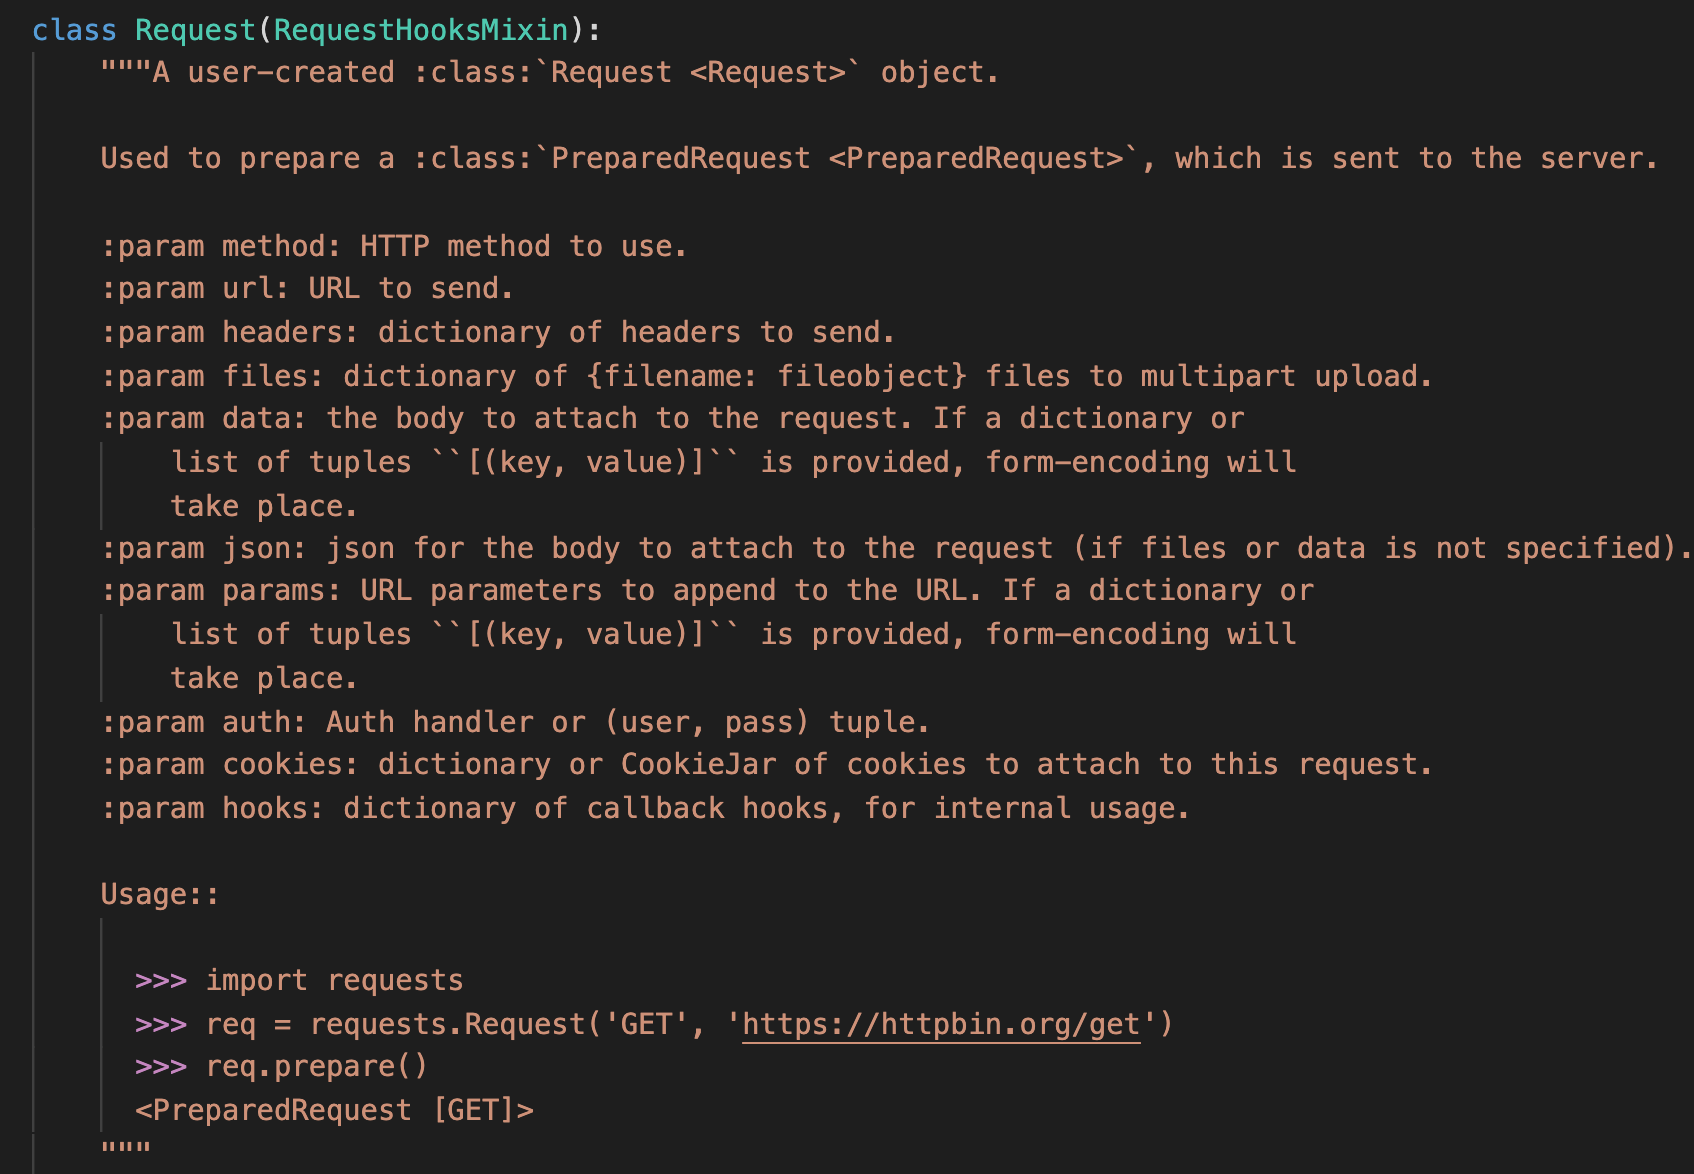 class Request(RequestHooksMixin):
    """A user-created :class:`Request <Request>` object.

    Used to prepare a :class:`PreparedRequest <PreparedRequest>`, which is sent to the server.

    :param method: HTTP method to use.
    :param url: URL to send.
    :param headers: dictionary of headers to send.
    :param files: dictionary of {filename: fileobject} files to multipart upload.
    :param data: the body to attach to the request. If a dictionary or
        list of tuples ``[(key, value)]`` is provided, form-encoding will
        take place.
    :param json: json for the body to attach to the request (if files or data is not specified).
    :param params: URL parameters to append to the URL. If a dictionary or
        list of tuples ``[(key, value)]`` is provided, form-encoding will
        take place.
    :param auth: Auth handler or (user, pass) tuple.
    :param cookies: dictionary or CookieJar of cookies to attach to this request.
    :param hooks: dictionary of callback hooks, for internal usage.

    Usage::

      >>> import requests
      >>> req = requests.Request('GET', 'https://httpbin.org/get')
      >>> req.prepare()
      <PreparedRequest [GET]>
    """